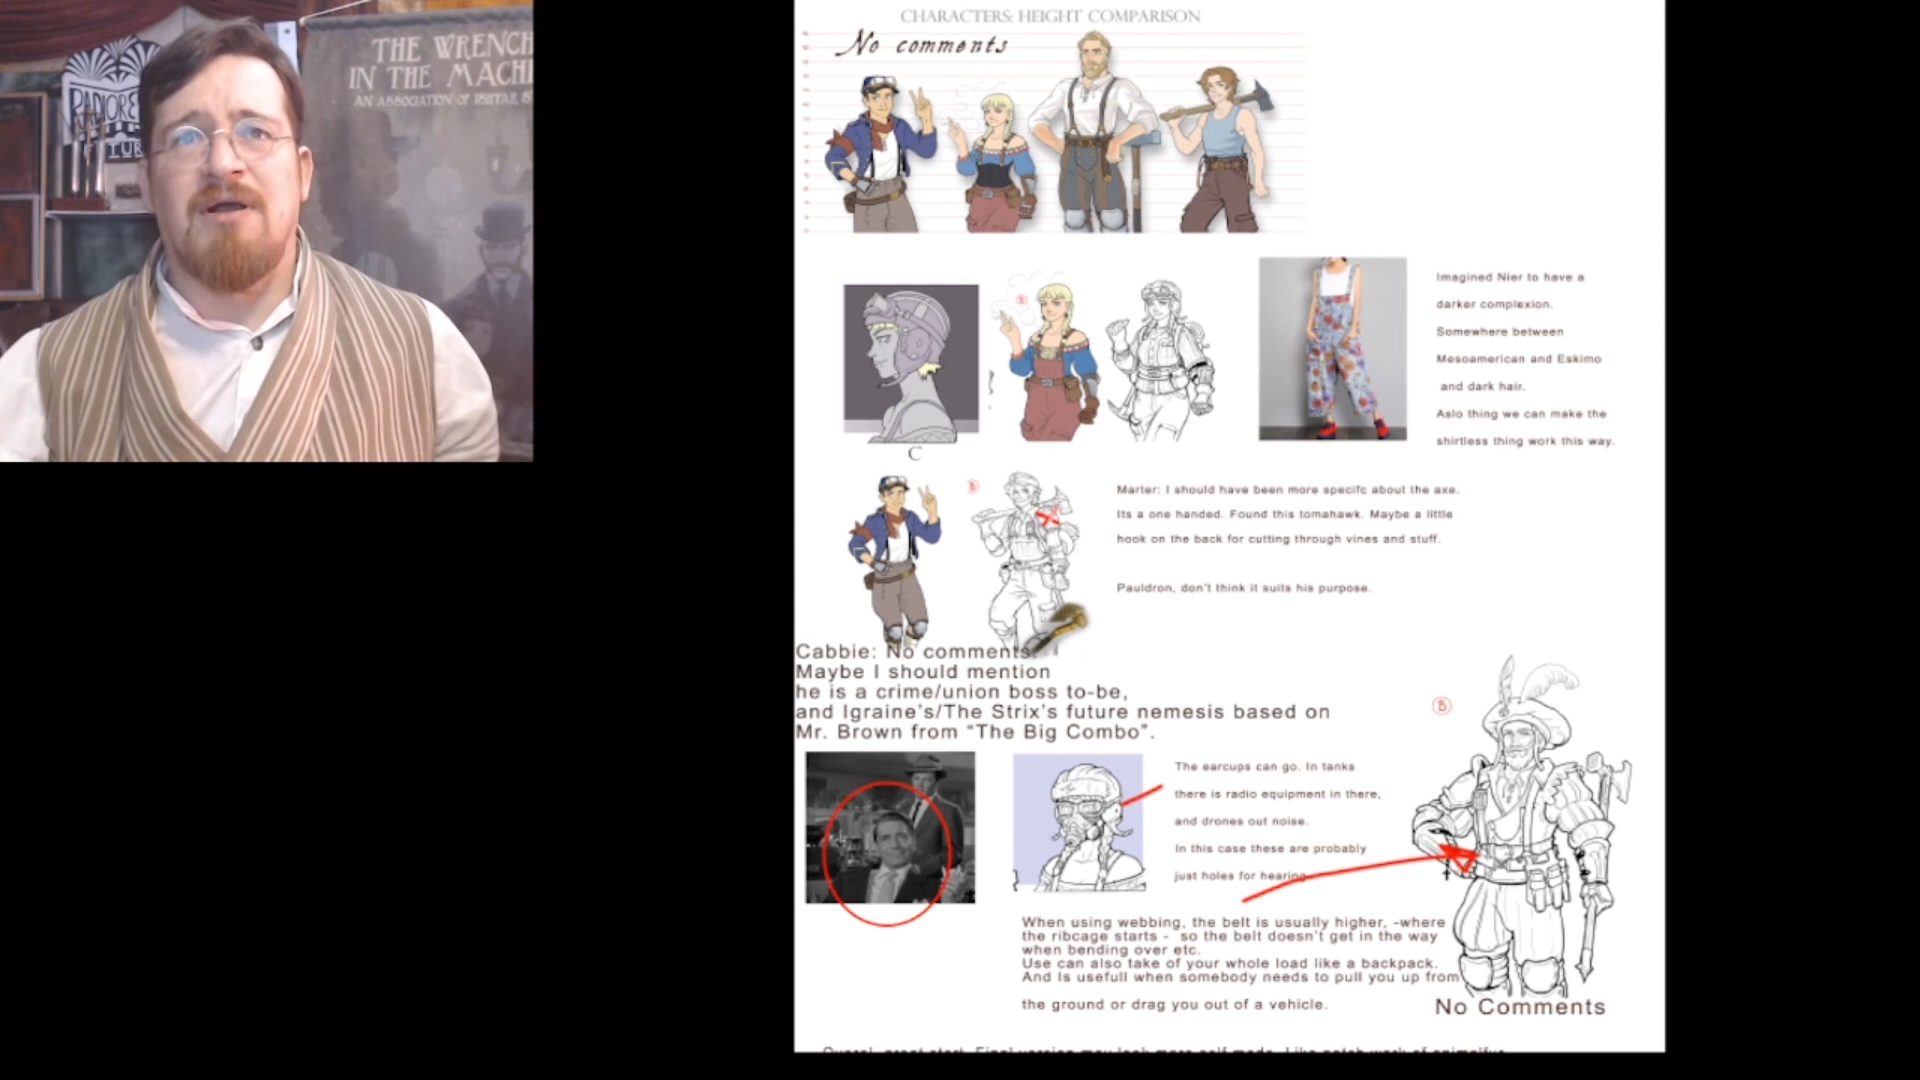 THE WRENCH
IN THE MACHI
AN ASSOCIATION OF ISHTAR
CHARACTERS: HEIGHT COMPARISON
No comments
B
Imagined Nier to have a
darker complexion.
Somewhere between
Mesoamerican and Eskimo
and dark hair.
Aslo thing we can make the
shirtless thing work this way.
C
B
Marter: I should have been more specifc about the axe.
Its a one handed. Found this tomahawk. Maybe a little
hook on the back for cutting through vines and stuff.
Pauldron, don't think it suits his purpose.
Cabbie: No comments.
Maybe I should mention
he is a crime/union boss to-be,
and Igraine's/The Strix's future nemesis based on
Mr. Brown from "The Big Combo".
B
The earcups can go. In tanks
there is radio equipment in there,
and drones out noise.
In this case these are probably
just holes for hearing
When using webbing, the belt is usually higher, -where
the ribcage starts - so the belt doesn't get in the way
when bending over etc.
Use can also take of your whole load like a backpack.
And Is usefull when somebody needs to pull you up from
the ground or drag you out of a vehicle.
No Comments